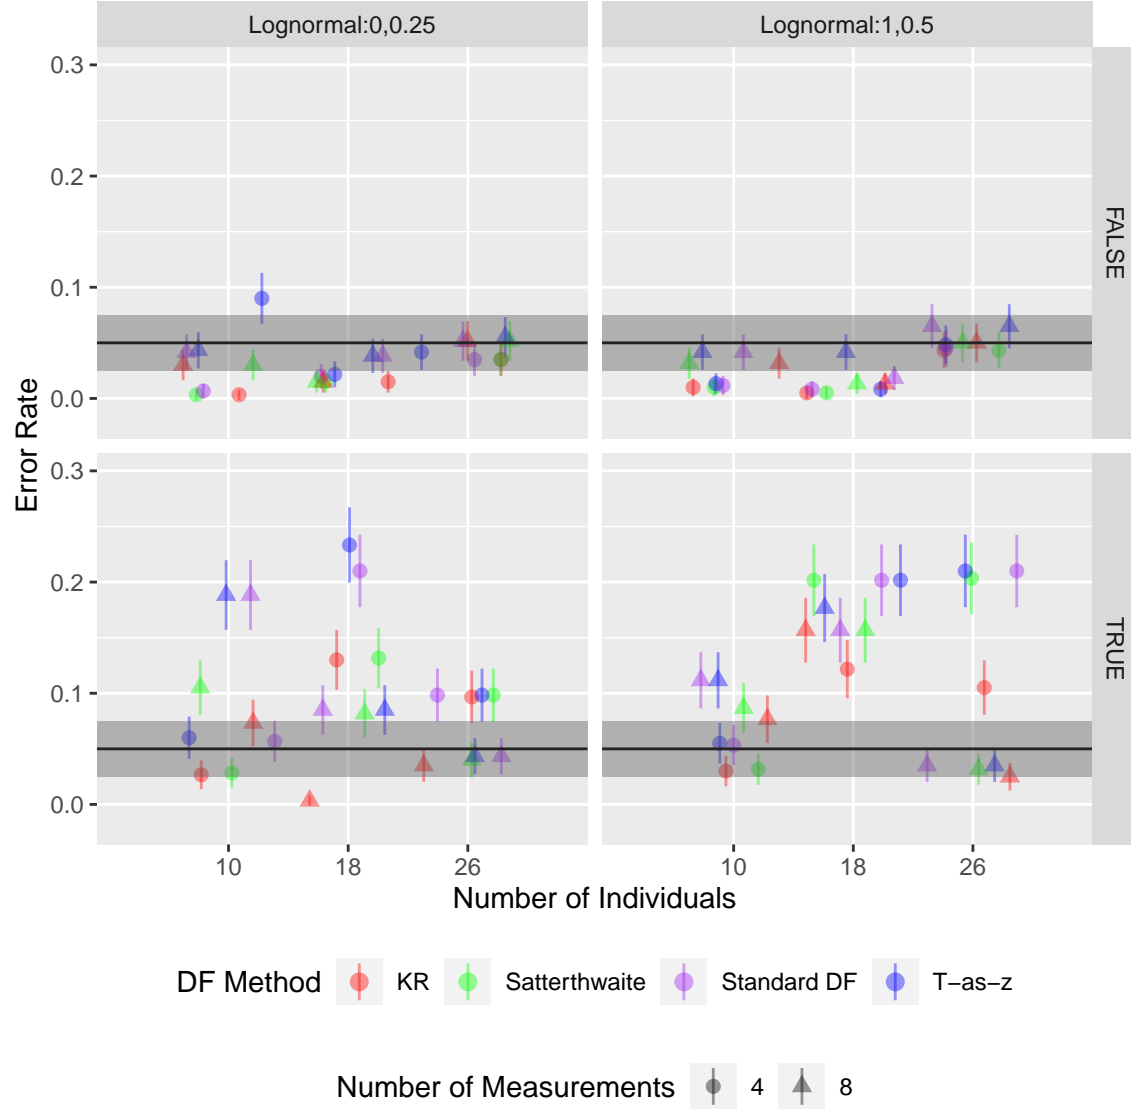 Lognormal:0,0.25 Lognormal:1,0.5
0.3
0.2
0.1
0.0
FALSE
Error Rate
0.3
0.2
0.1
0.0
TRUE
10 18 26 10 18 26
Number of Individuals
DF Method KR Satterthwaite Standard DF T−as−z
Number of Measurements 4 8